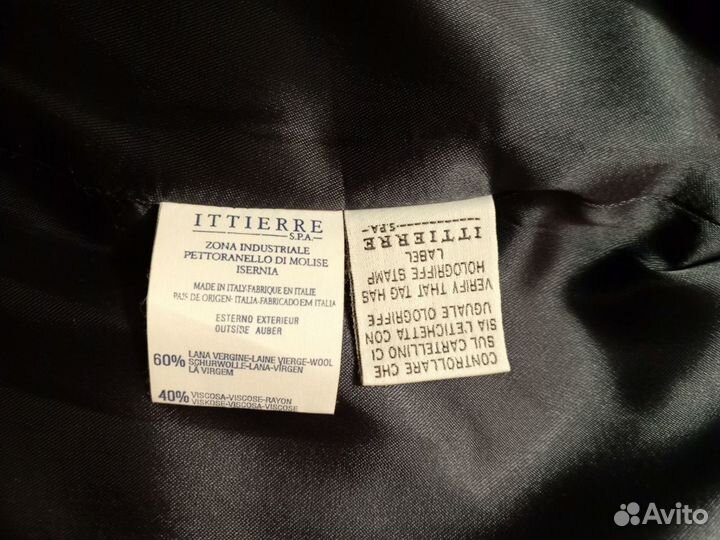 ITTIERRE
S.P.A.
ZONA INDUSTRIALE
PETTORANELLO DI MOLISE
ISERNIA
MADE IN ITALY-FABRIQUE EN ITALIE
PAIS DE ORIGEN-ITALIA-FABRICADO EM ITALIA
ESTERNO EXTERIEUR
OUTSIDE AUBER
60% LANA VERGINE-LAINE VIERGE-WOOL
SCHURWOLLE-LANA-VIRGEN
LA VIRGEM
40% VISCOSA-VISCOSE-RAYON
VISKOSE-VISCOSA-VISCOSE
CONTROLLARE CHE
SUL CARTELLINO CI
SIA L'ETICHETTA CON
UGUALE OLOGRIFFE
VERIFY THAT TAG HAS
HOLOGRIFFE STAMP
LABEL
ITTIERRE
S.P.A.
Avito